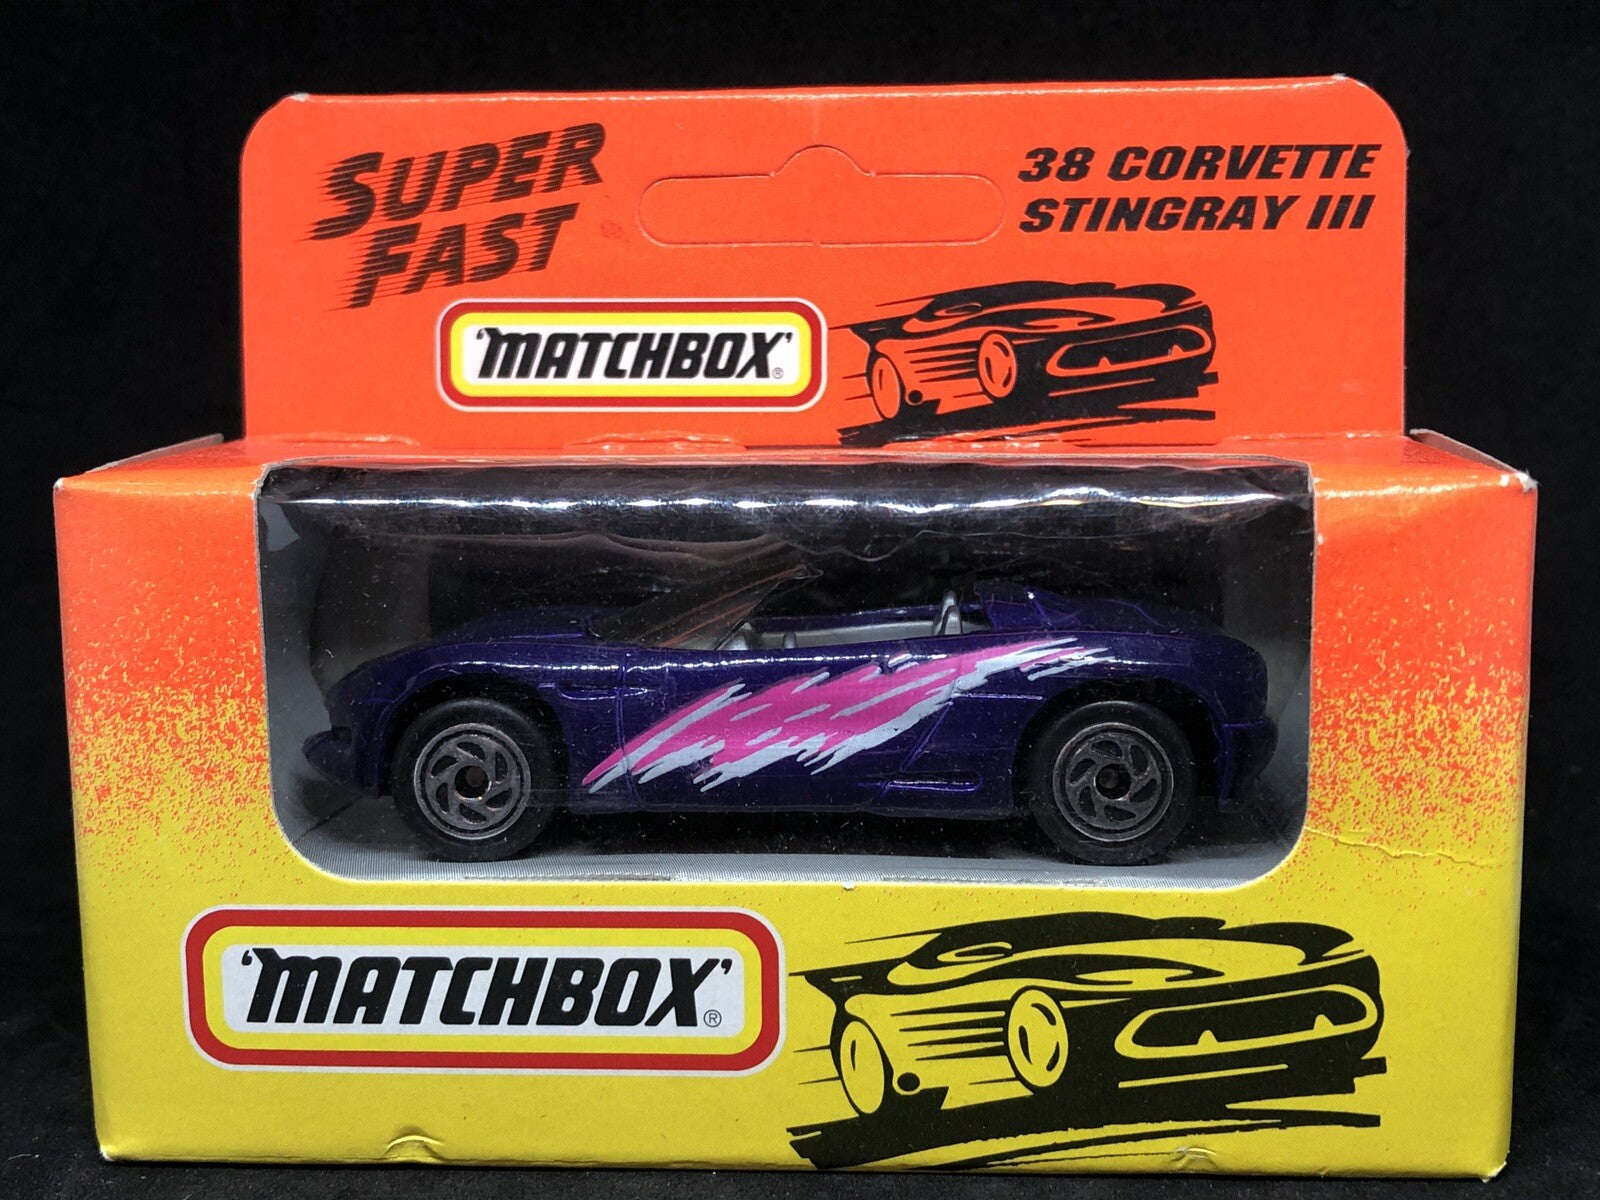 SUPER
FAST
38 CORVETTE
STINGRAY III
'MATCHBOX'®
'MATCHBOX'®